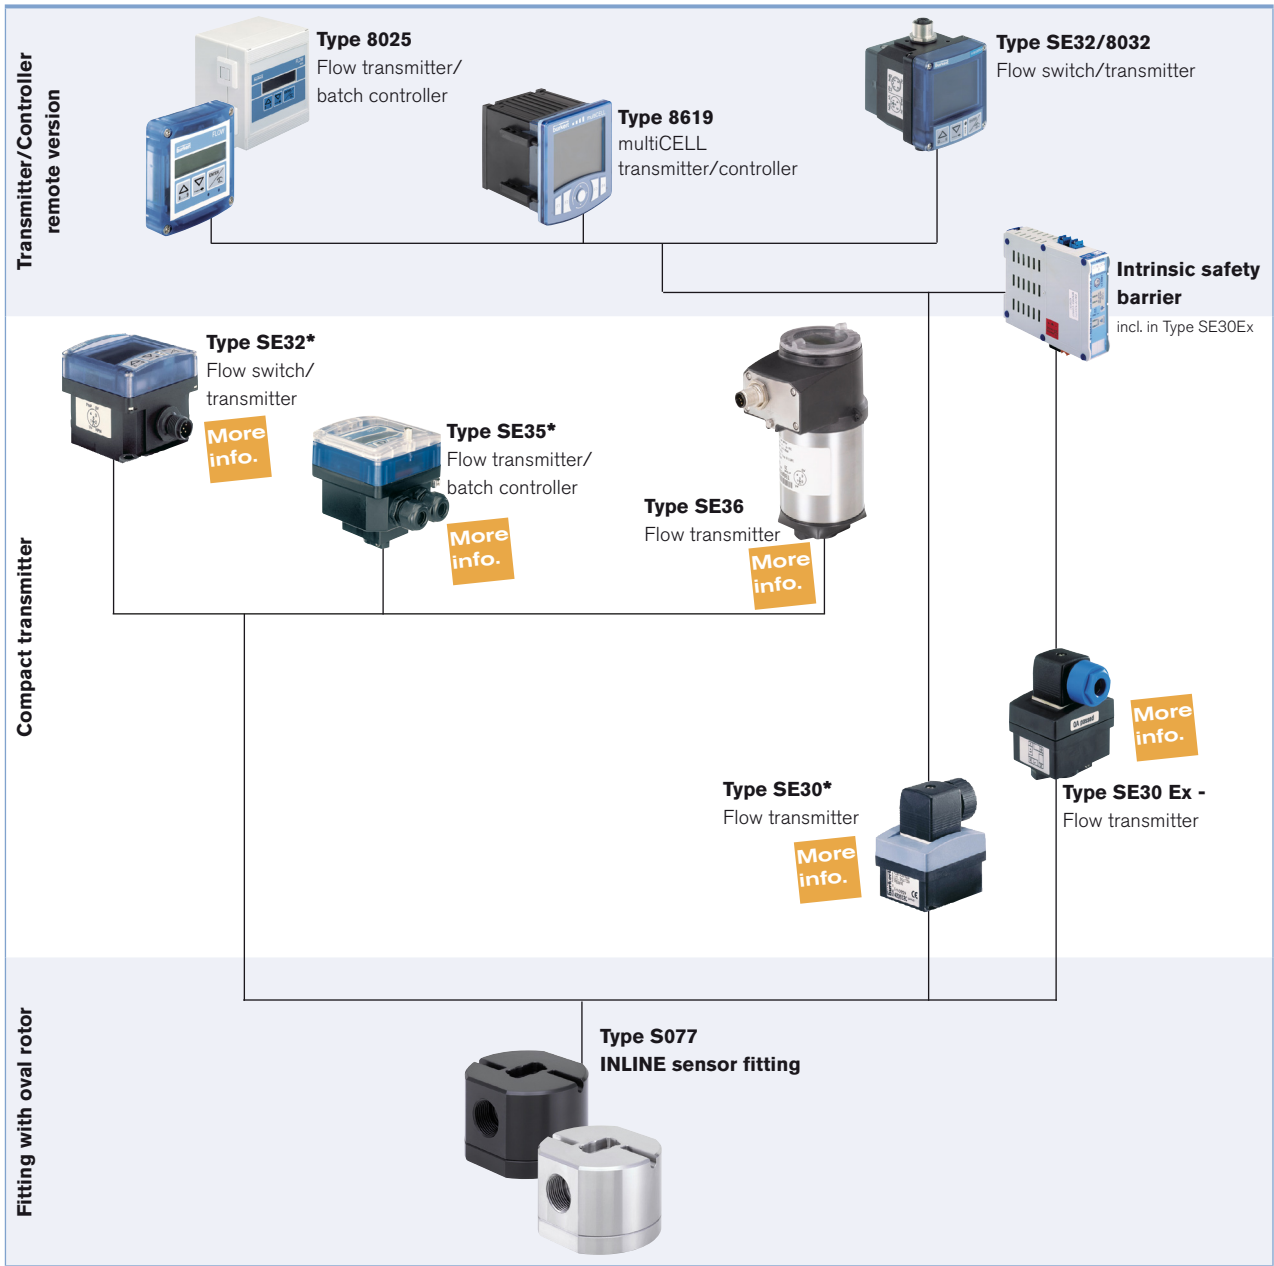 Transmitter/Controller
remote version
Type 8025
Flow transmitter/
batch controller
Type 8619
multiCELL
transmitter/controller
Type SE32/8032
Flow switch/transmitter
Intrinsic safety
barrier
incl. in Type SE30Ex
Compact transmitter
Type SE32*
Flow switch/
transmitter
More
info.
Type SE35*
Flow transmitter/
batch controller
More
info.
Type SE36
Flow transmitter
More
info.
Type SE30*
Flow transmitter
More
info.
QA passed
More
info.
Type SE30 Ex -
Flow transmitter
Fitting with oval rotor
Type S077
INLINE sensor fitting